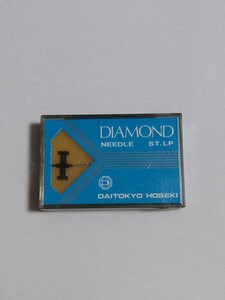 DIAMOND
NEEDLE ST. LP
D
DAITOKYO HOSEKI